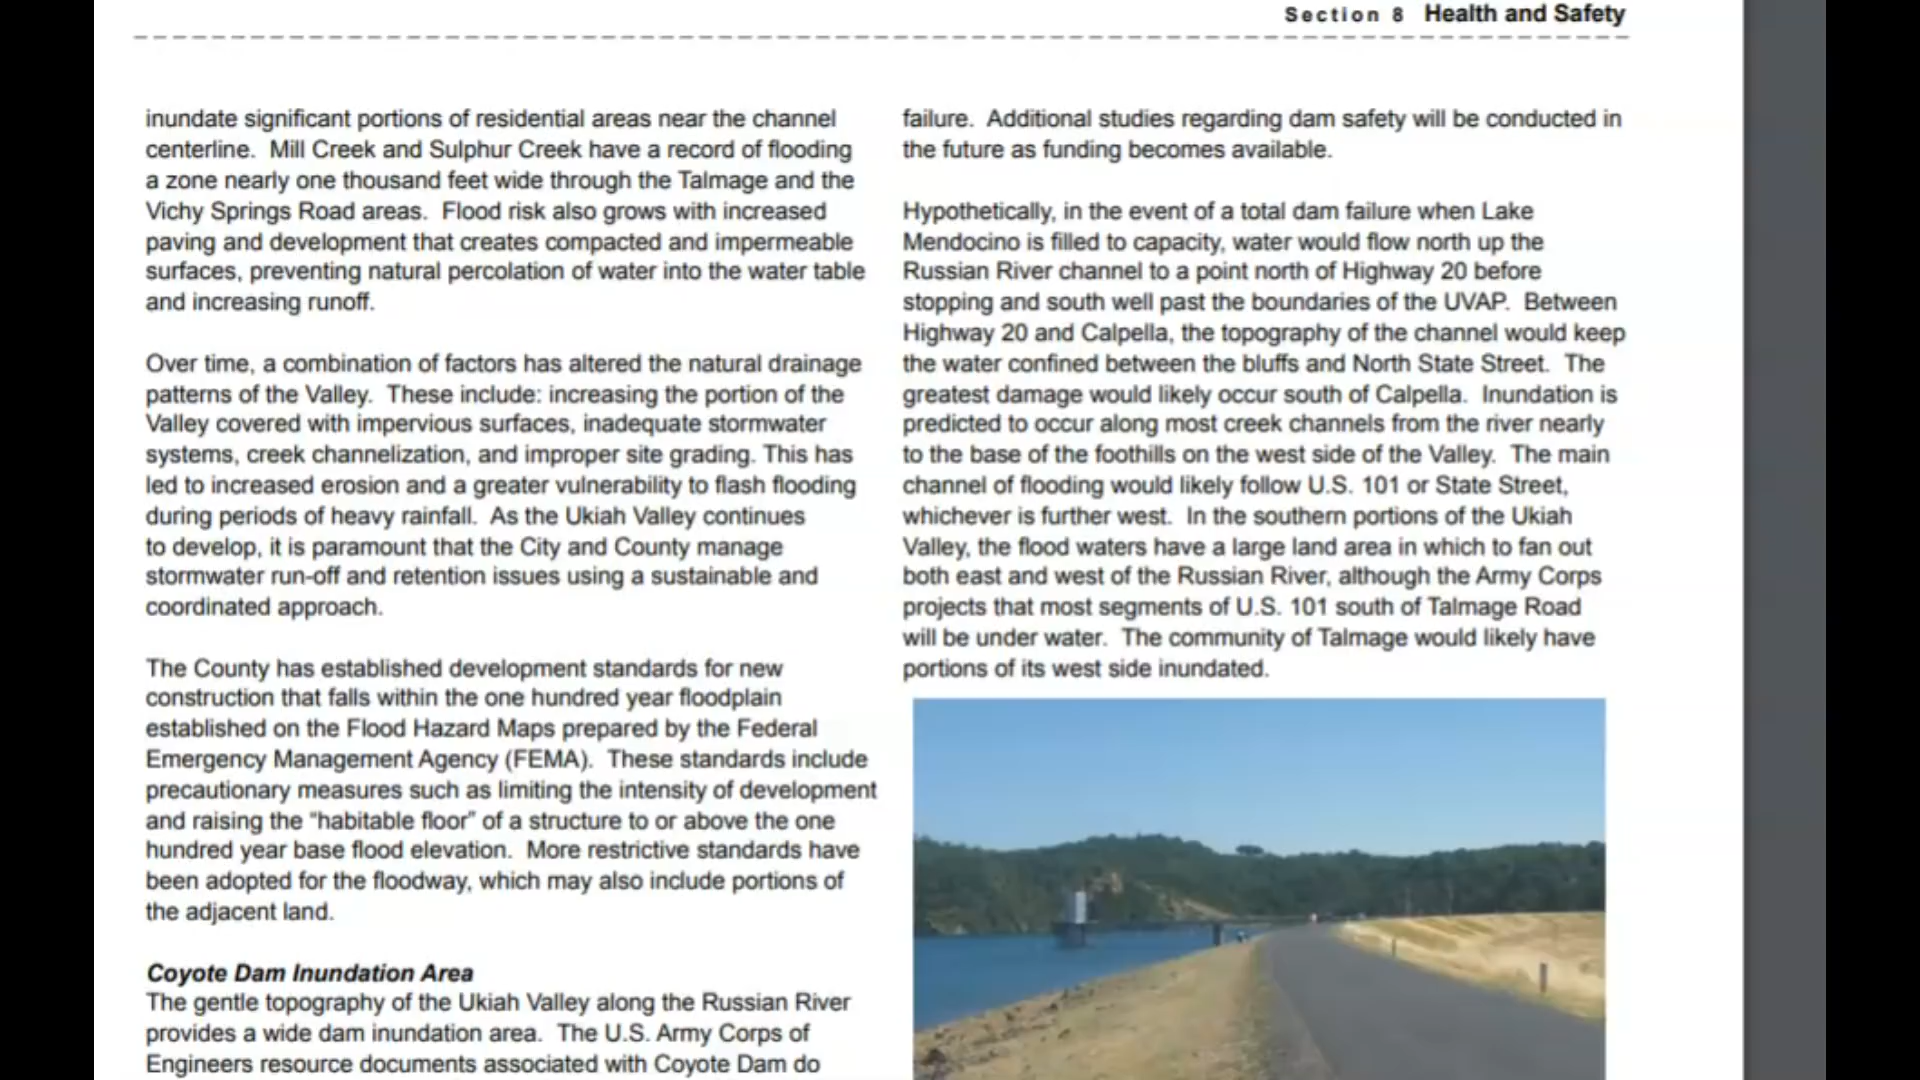 Section 8 Health and Safety
inundate significant portions of residential areas near the channel
centerline. Mill Creek and Sulphur Creek have a record of flooding
a zone nearly one thousand feet wide through the Talmage and the
Vichy Springs Road areas. Flood risk also grows with increased
paving and development that creates compacted and impermeable
surfaces, preventing natural percolation of water into the water table
and increasing runoff.
Over time, a combination of factors has altered the natural drainage
patterns of the Valley. These include: increasing the portion of the
Valley covered with impervious surfaces, inadequate stormwater
systems, creek channelization, and improper site grading. This has
led to increased erosion and a greater vulnerability to flash flooding
during periods of heavy rainfall. As the Ukiah Valley continues
to develop, it is paramount that the City and County manage
stormwater run-off and retention issues using a sustainable and
coordinated approach.
The County has established development standards for new
construction that falls within the one hundred year floodplain
established on the Flood Hazard Maps prepared by the Federal
Emergency Management Agency (FEMA). These standards include
precautionary measures such as limiting the intensity of development
and raising the “habitable floor” of a structure to or above the one
hundred year base flood elevation. More restrictive standards have
been adopted for the floodway, which may also include portions of
the adjacent land.
Coyote Dam Inundation Area
The gentle topography of the Ukiah Valley along the Russian River
provides a wide dam inundation area. The U.S. Army Corps of
Engineers resource documents associated with Coyote Dam do
failure. Additional studies regarding dam safety will be conducted in
the future as funding becomes available.
Hypothetically, in the event of a total dam failure when Lake
Mendocino is filled to capacity, water would flow north up the
Russian River channel to a point north of Highway 20 before
stopping and south well past the boundaries of the UVAP. Between
Highway 20 and Calpella, the topography of the channel would keep
the water confined between the bluffs and North State Street. The
greatest damage would likely occur south of Calpella. Inundation is
predicted to occur along most creek channels from the river nearly
to the base of the foothills on the west side of the Valley. The main
channel of flooding would likely follow U.S. 101 or State Street,
whichever is further west. In the southern portions of the Ukiah
Valley, the flood waters have a large land area in which to fan out
both east and west of the Russian River, although the Army Corps
projects that most segments of U.S. 101 south of Talmage Road
will be under water. The community of Talmage would likely have
portions of its west side inundated.